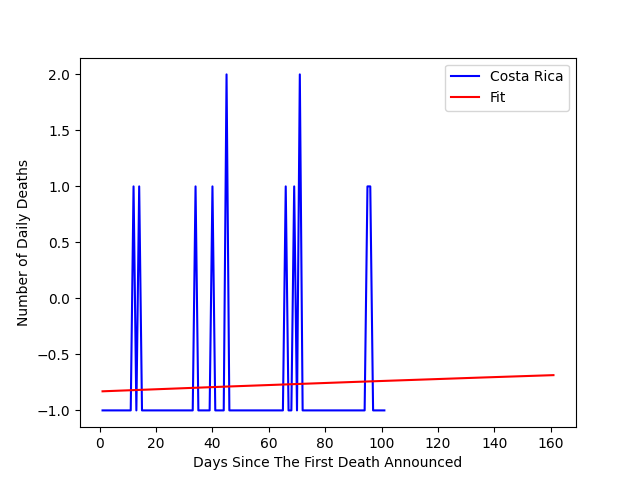 Costa Rica
Fit
2.0
1.5
1.0
0.5
0.0
−0.5
−1.0
Number of Daily Deaths
0 20 40 60 80 100 120 140 160
Days Since The First Death Announced